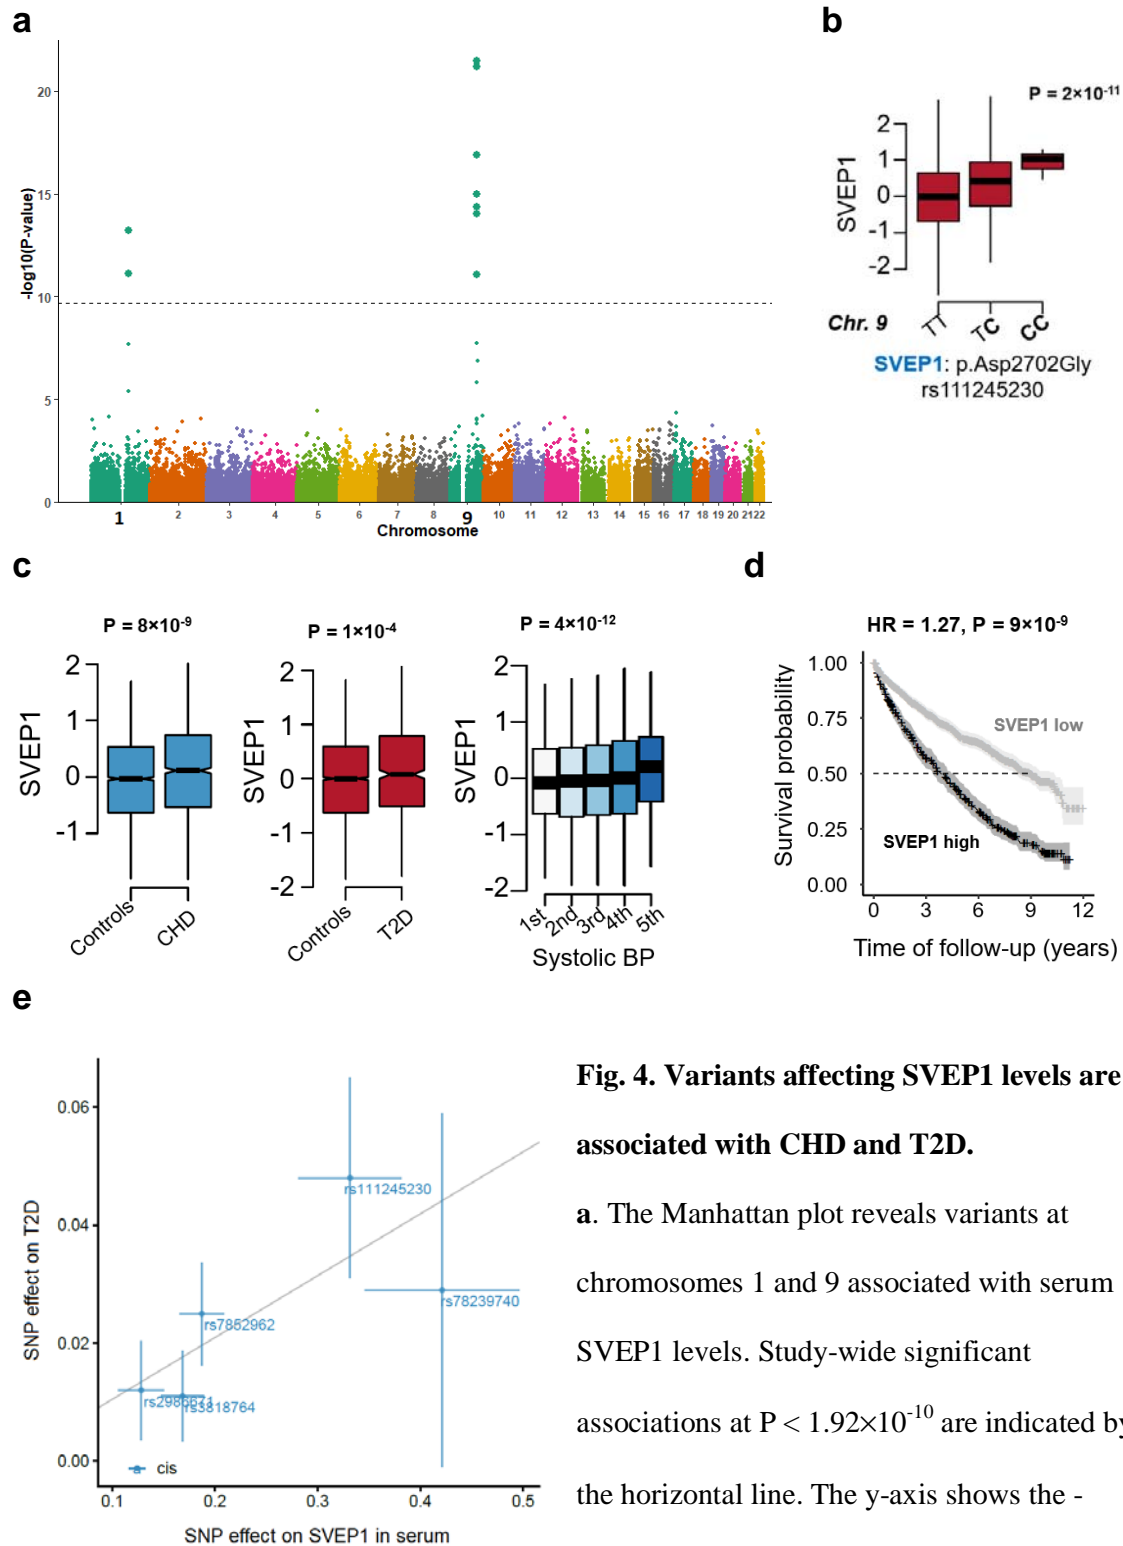 a
20
15
10
5
0
-log10(P-value)
1 2 3 4 5 6 7 8 9 10 11 12 13 14 15 16 17 18 19 20 21 22
Chromosome
b
P = 2×10-11
2
1
0
-1
-2
SVEP1
Chr. 9
TT TC CC
SVEP1: p.Asp2702Gly
rs111245230
c
P = 8×10-9
2
1
0
-1
SVEP1
Controls CHD
P = 1×10-4
2
1
0
-1
-2
SVEP1
Controls T2D
P = 4×10-12
2
1
0
-1
-2
SVEP1
1st 2nd 3rd 4th 5th
Systolic BP
d
HR = 1.27, P = 9×10-9
1.00
0.75
0.50
0.25
0.00
Survival probability
SVEP1 low
SVEP1 high
0 3 6 9 12
Time of follow-up (years)
e
0.06
0.04
0.02
0.00
SNP effect on T2D
rs111245230
rs78239740
rs7852962
rs2986671
rs3818764
cis
0.1 0.2 0.3 0.4 0.5
SNP effect on SVEP1 in serum
Fig. 4. Variants affecting SVEP1 levels are
associated with CHD and T2D.
a. The Manhattan plot reveals variants at
chromosomes 1 and 9 associated with serum
SVEP1 levels. Study-wide significant
associations at P < 1.92×10-10 are indicated by
the horizontal line. The y-axis shows the -